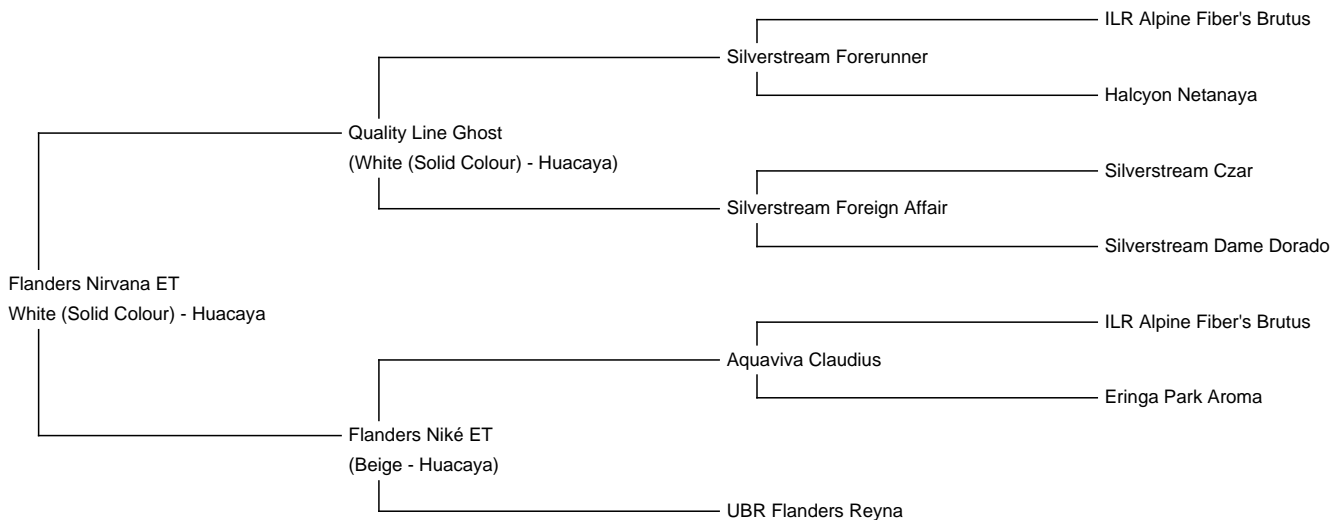 ILR Alpine Fiber's Brutus
Silverstream Forerunner
Halcyon Netanaya
Quality Line Ghost
(White (Solid Colour) - Huacaya)
Silverstream Czar
Silverstream Foreign Affair
Silverstream Dame Dorado
Flanders Nirvana ET
White (Solid Colour) - Huacaya
ILR Alpine Fiber's Brutus
Aquaviva Claudius
Eringa Park Aroma
Flanders Niké ET
(Beige - Huacaya)
UBR Flanders Reyna